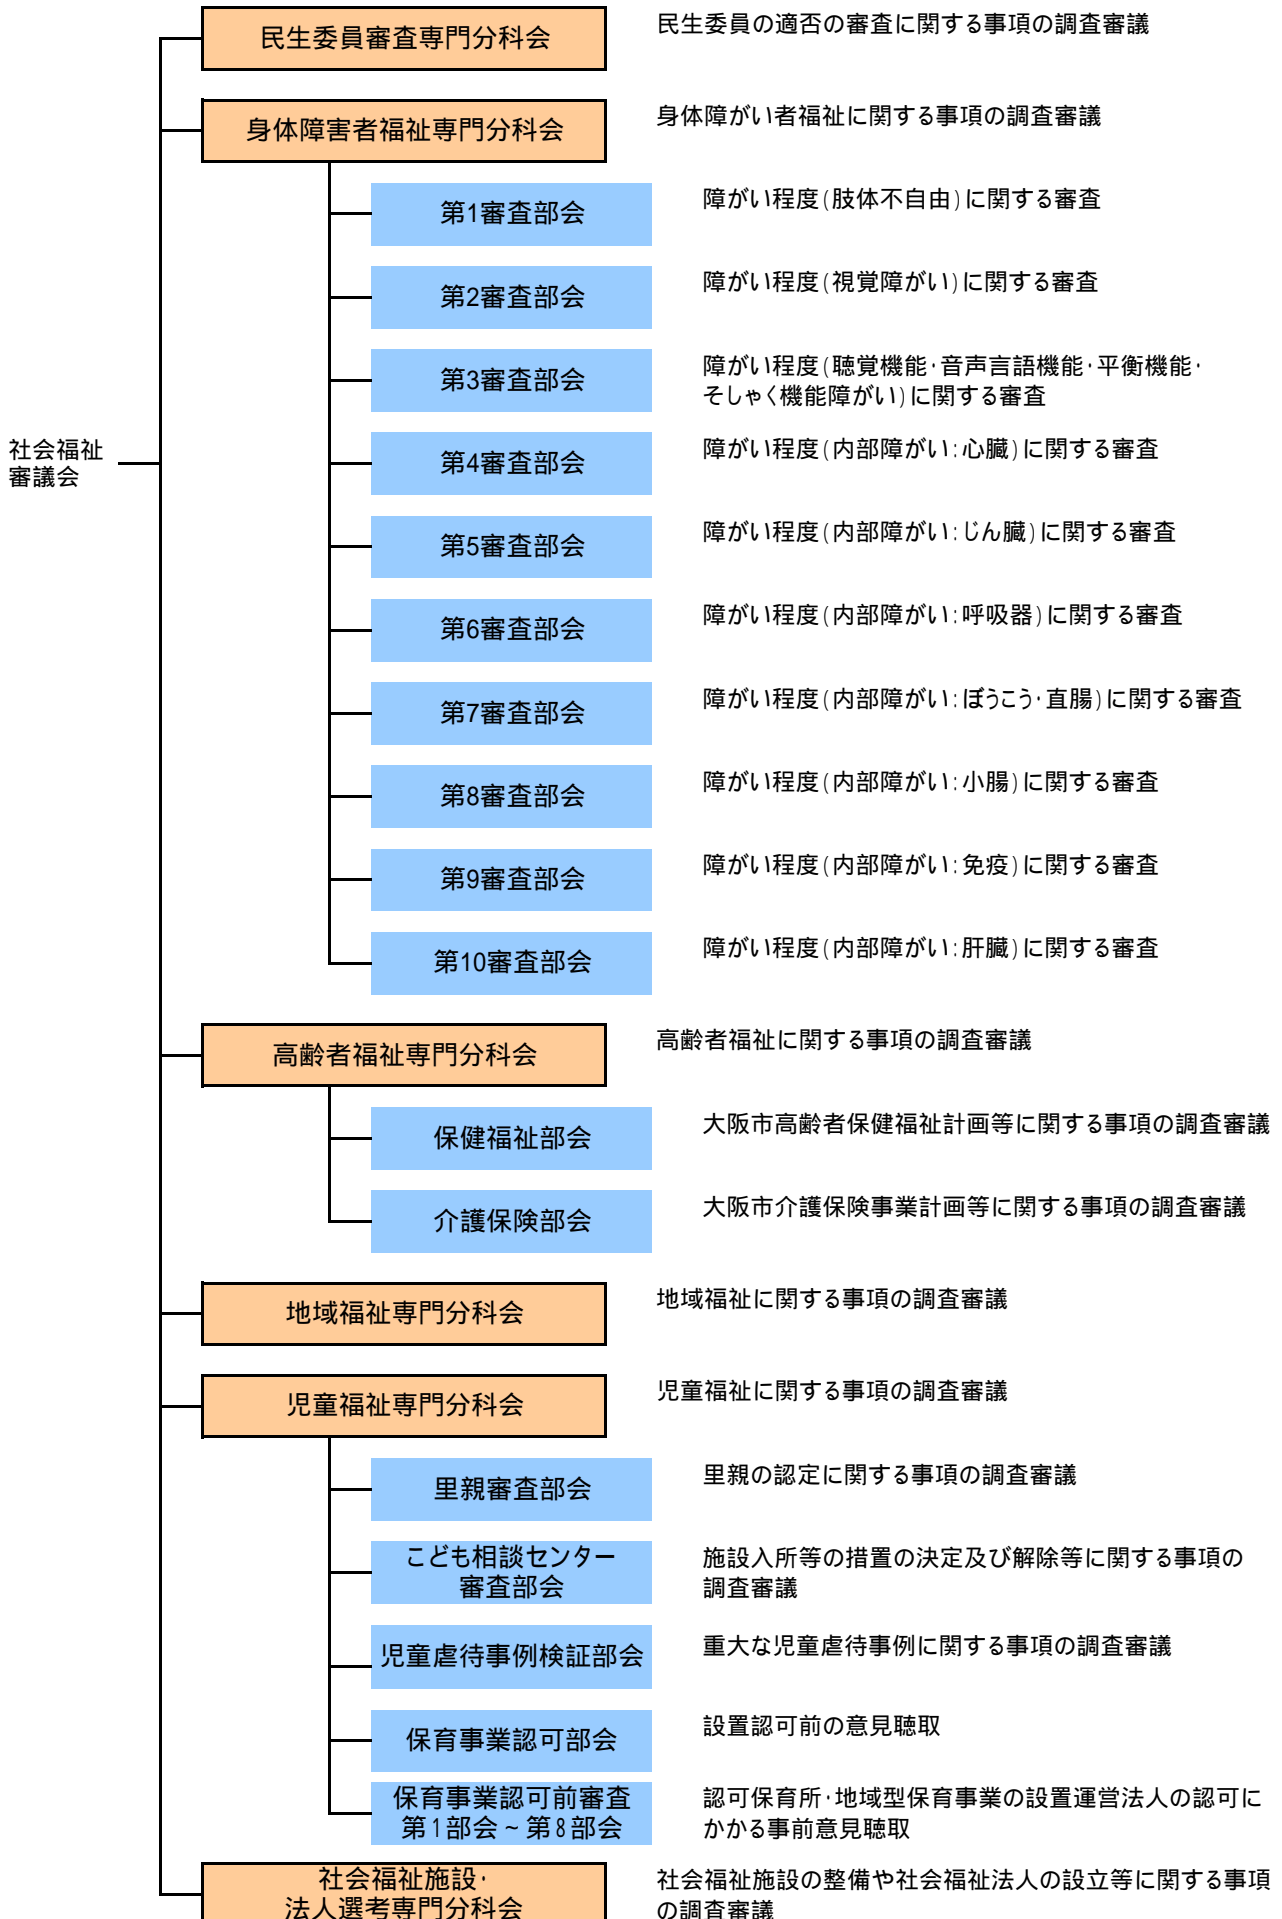 民生委員審査専門分科会
民生委員の適否の審査に関する事項の調査審議
身体障害者福祉専門分科会
身体障がい者福祉に関する事項の調査審議
第1審査部会
障がい程度(肢体不自由)に関する審査
第2審査部会
障がい程度(視覚障がい)に関する審査
第3審査部会
障がい程度(聴覚機能・音声言語機能・平衡機能・
そしゃく機能障がい)に関する審査
社会福祉
審議会
第4審査部会
障がい程度(内部障がい:心臓)に関する審査
第5審査部会
障がい程度(内部障がい:じん臓)に関する審査
第6審査部会
障がい程度(内部障がい:呼吸器)に関する審査
第7審査部会
障がい程度(内部障がい:ぼうこう・直腸)に関する審査
第8審査部会
障がい程度(内部障がい:小腸)に関する審査
第9審査部会
障がい程度(内部障がい:免疫)に関する審査
第10審査部会
障がい程度(内部障がい:肝臓)に関する審査
高齢者福祉専門分科会
高齢者福祉に関する事項の調査審議
保健福祉部会
大阪市高齢者保健福祉計画等に関する事項の調査審議
介護保険部会
大阪市介護保険事業計画等に関する事項の調査審議
地域福祉専門分科会
地域福祉に関する事項の調査審議
児童福祉専門分科会
児童福祉に関する事項の調査審議
里親審査部会
里親の認定に関する事項の調査審議
こども相談センター
審査部会
施設入所等の措置の決定及び解除等に関する事項の
調査審議
児童虐待事例検証部会
重大な児童虐待事例に関する事項の調査審議
保育事業認可部会
設置認可前の意見聴取
保育事業認可前審査
第1部会~第8部会
認可保育所・地域型保育事業の設置運営法人の認可に
かかる事前意見聴取
社会福祉施設・
法人選考専門分科会
社会福祉施設の整備や社会福祉法人の設立等に関する事項
の調査審議